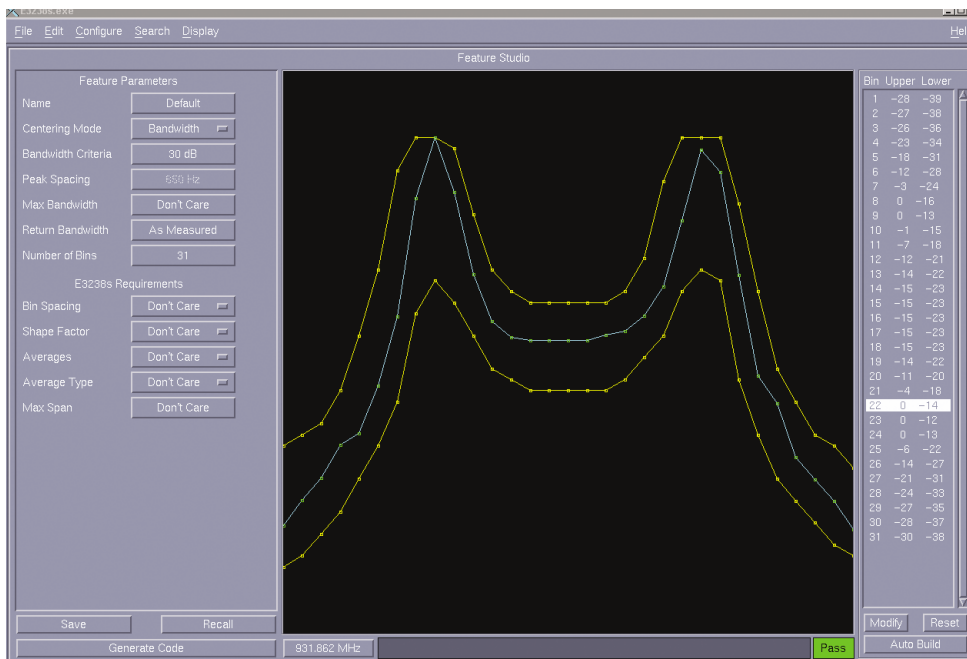 E3238s.exe
File Edit Configure Search Display Hel
Feature Studio
Feature Parameters
Name Default
Centering Mode Bandwidth
Bandwidth Criteria 30 dB
Peak Spacing 650 Hz
Max Bandwidth Don't Care
Return Bandwidth As Measured
Number of Bins 31
E3238s Requirements
Bin Spacing Don't Care
Shape Factor Don't Care
Averages Don't Care
Average Type Don't Care
Max Span Don't Care
Save Recall
Generate Code
931.862 MHz
Pass
Bin Upper Lower
1 -28 -39
2 -27 -38
3 -26 -36
4 -23 -34
5 -18 -31
6 -12 -28
7 -3 -24
8 0 -16
9 0 -13
10 -1 -15
11 -7 -18
12 -12 -21
13 -14 -22
14 -15 -23
15 -15 -23
16 -15 -23
17 -15 -23
18 -15 -23
19 -14 -22
20 -11 -20
21 -4 -18
22 0 -14
23 0 -12
24 0 -13
25 -6 -22
26 -14 -27
27 -21 -31
28 -24 -33
29 -27 -35
30 -28 -37
31 -30 -38
Modify Reset
Auto Build